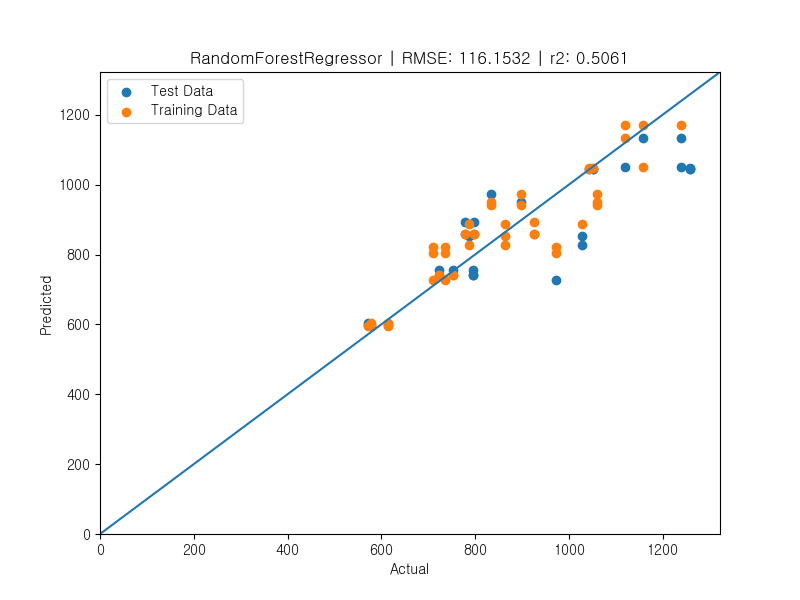 RandomForestRegressor | RMSE: 116.1532 | r2: 0.5061
Test Data
Training Data
1200
1000
800
600
400
200
0
Predicted
0 200 400 600 800 1000 1200
Actual